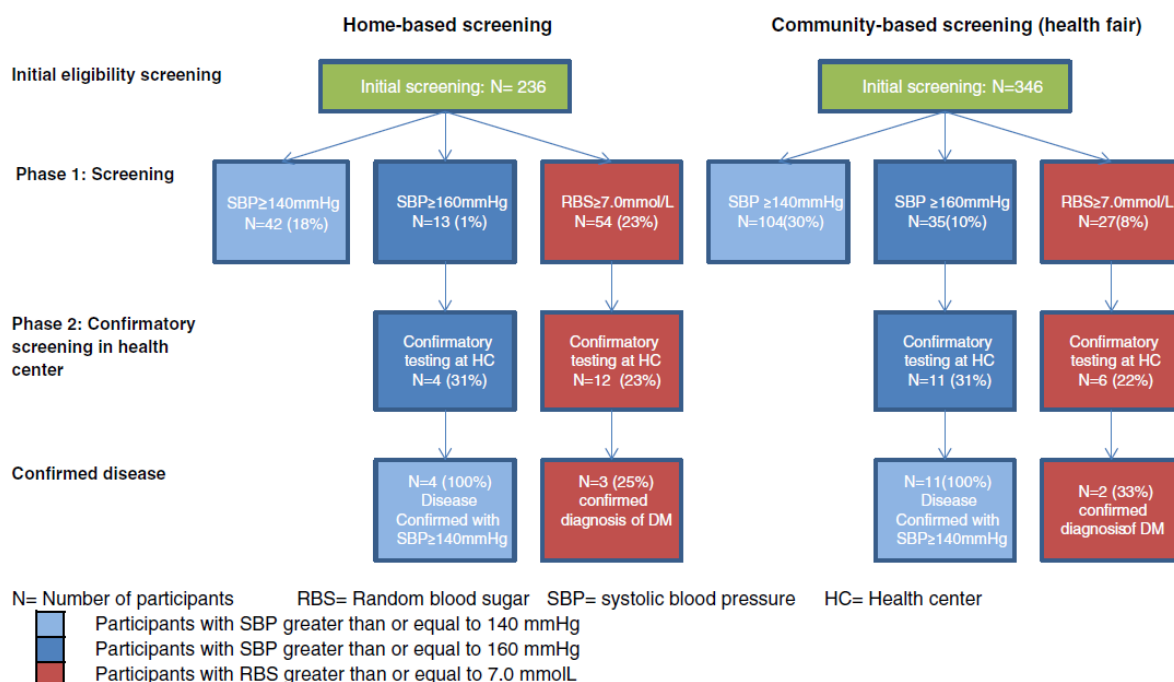 Home-based screening
Community-based screening (health fair)
Initial eligibility screening
Initial screening: N= 236
Initial screening: N=346
Phase 1: Screening
SBP≥140mmHg
N=42 (18%)
SBP≥160mmHg
N=13 (1%)
RBS≥7.0mmol/L
N=54 (23%)
SBP ≥140mmHg
N=104(30%)
SBP ≥160mmHg
N=35(10%)
RBS≥7.0mmol/L
N=27(8%)
Phase 2: Confirmatory
screening in health
center
Confirmatory
testing at HC
N=4 (31%)
Confirmatory
testing at HC
N=12 (23%)
Confirmatory
testing at HC
N=11 (31%)
Confirmatory
testing at HC
N=6 (22%)
Confirmed disease
N=4 (100%)
Disease
Confirmed with
SBP≥140mmHg
N=3 (25%)
confirmed
diagnosis of DM
N=11(100%)
Disease
Confirmed with
SBP≥140mmHg
N=2 (33%)
confirmed
diagnosis of DM
N= Number of participants RBS= Random blood sugar SBP= systolic blood pressure HC= Health center
Participants with SBP greater than or equal to 140 mmHg
Participants with SBP greater than or equal to 160 mmHg
Participants with RBS greater than or equal to 7.0 mmolL